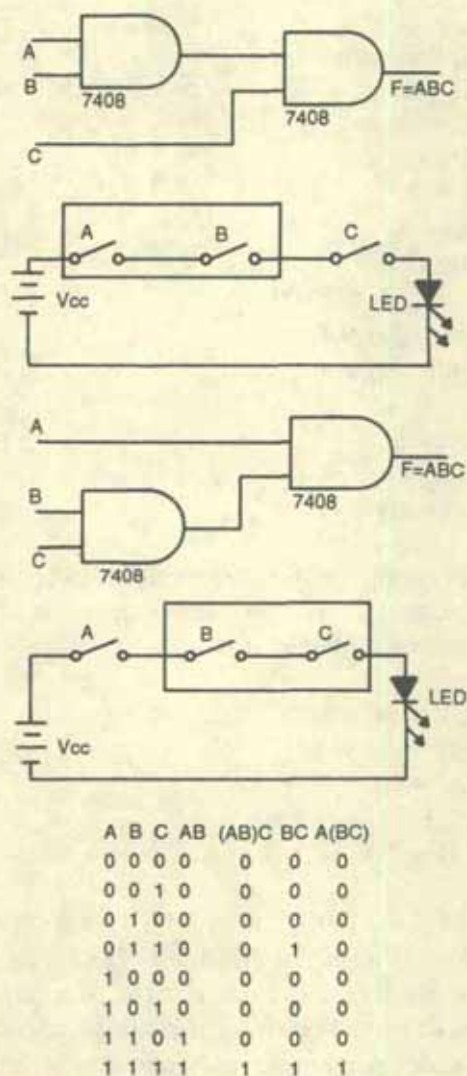 A
B
7408
7408
F=ABC
C
A B C
Vcc
LED
A
F=ABC
B
7408
C
7408
A B C
LED
Vcc
A B C AB (AB)C BC A(BC)
0 0 0 0 0 0 0
0 0 1 0 0 0 0
0 1 0 0 0 0 0
0 1 1 0 0 1 0
1 0 0 0 0 0 0
1 0 1 0 0 0 0
1 1 0 1 0 0 0
1 1 1 1 1 1 1